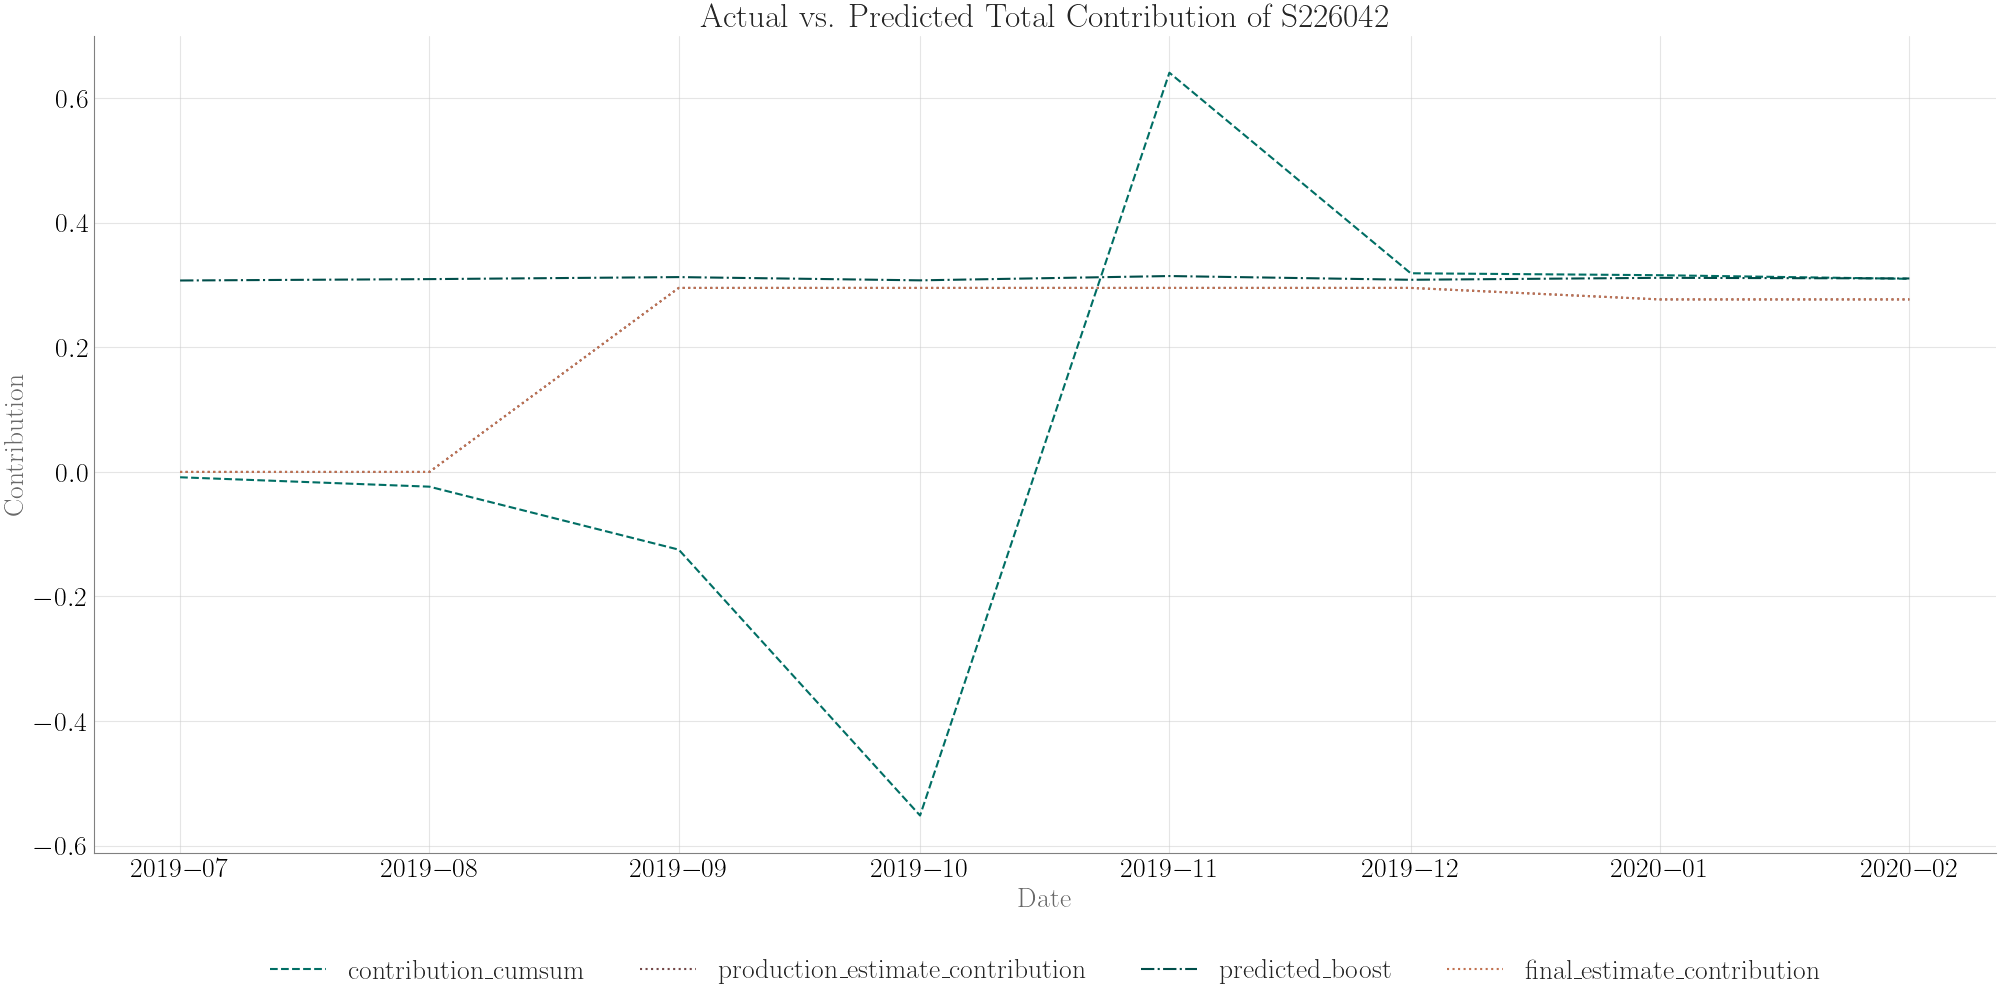 Actual vs. Predicted Total Contribution of S226042
Contribution
0.6
0.4
0.2
0.0
−0.2
−0.4
−0.6
2019−07 2019−08 2019−09 2019−10 2019−11 2019−12 2020−01 2020−02
Date
contribution_cumsum production_estimate_contribution predicted_boost final_estimate_contribution